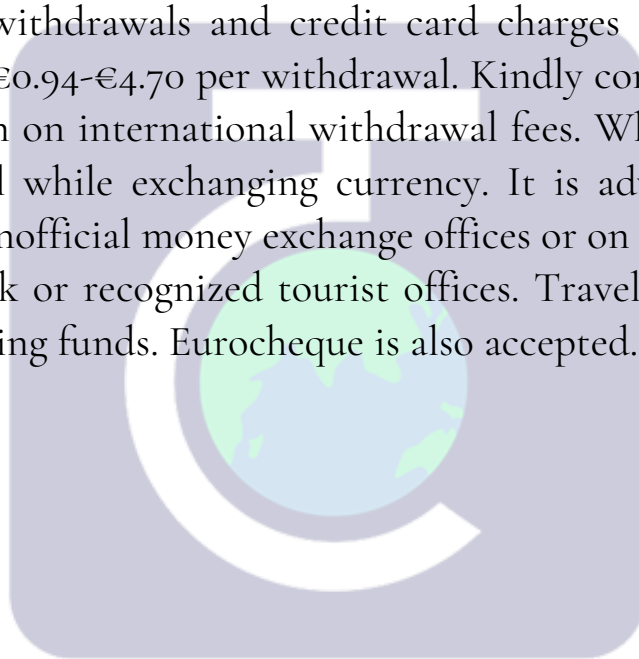 withdrawals and credit card charges
€0.94-€4.70 per withdrawal. Kindly
on international withdrawal fees.
while exchanging currency. It is
money exchange offices or on
or recognized tourist offices. Travel
funds. Eurocheque is also accepted.